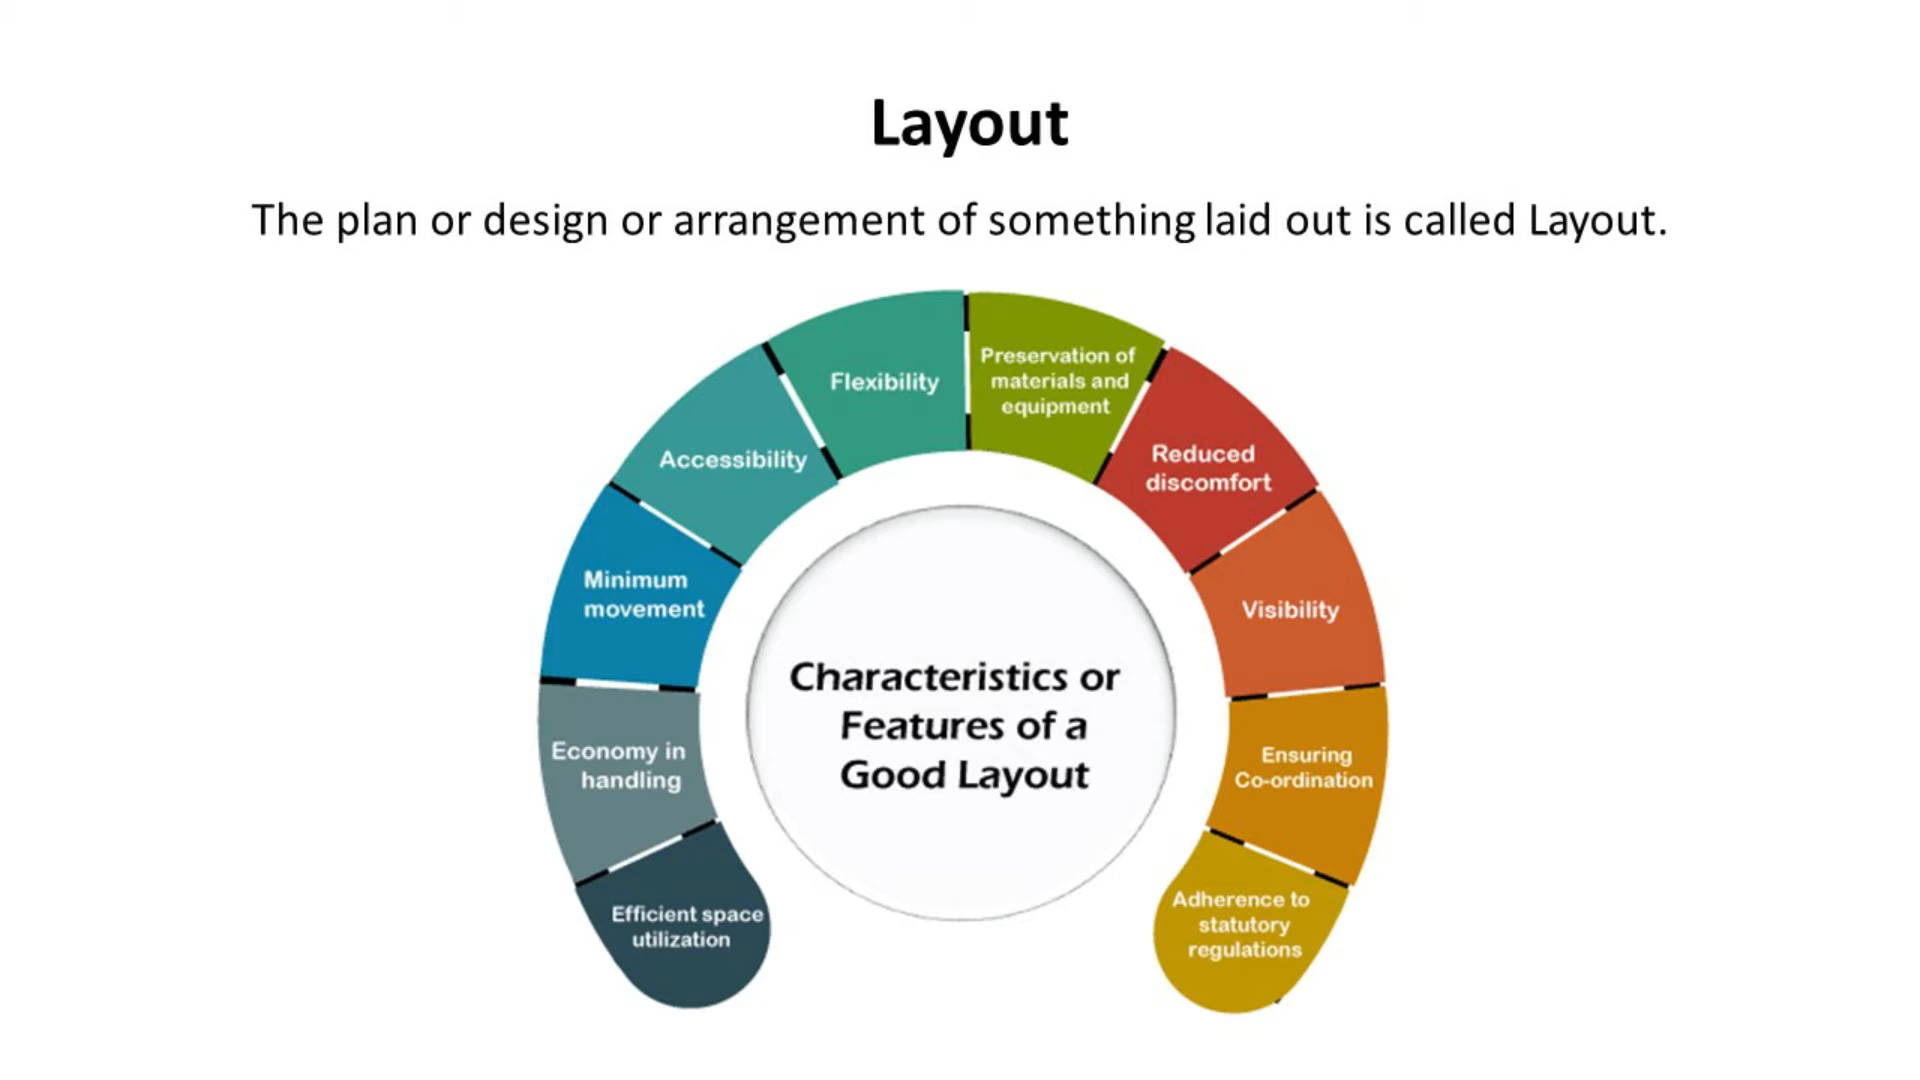 Layout
The plan or design or arrangement of something laid out is called Layout.
Flexibility
Preservation of
materials and
equipment
Accessibility
Reduced
discomfort
Minimum
movement
Visibility
Characteristics or
Features of a
Good Layout
Economy in
handling
Ensuring
Co-ordination
Efficient space
utilization
Adherence to
statutory
regulations